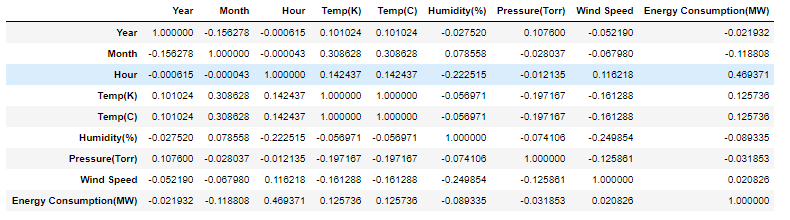 Year Month Hour Temp(K) Temp(C) Humidity(%) Pressure(Torr) Wind Speed Energy Consumption(MW)
Year 1.000000 -0.156278 -0.000615 0.101024 0.101024 -0.027520 0.107600 -0.052190 -0.021932
Month -0.156278 1.000000 -0.000043 0.308628 0.308628 0.078558 -0.028037 -0.067980 -0.118808
Hour -0.000615 -0.000043 1.000000 0.142437 0.142437 -0.222515 -0.012135 0.116218 0.469371
Temp(K) 0.101024 0.308628 0.142437 1.000000 1.000000 -0.056971 -0.197167 -0.161288 0.125736
Temp(C) 0.101024 0.308628 0.142437 1.000000 1.000000 -0.056971 -0.197167 -0.161288 0.125736
Humidity(%) -0.027520 0.078558 -0.222515 -0.056971 -0.056971 1.000000 -0.074106 -0.249854 -0.089335
Pressure(Torr) 0.107600 -0.028037 -0.012135 -0.197167 -0.197167 -0.074106 1.000000 -0.125861 -0.031853
Wind Speed -0.052190 -0.067980 0.116218 -0.161288 -0.161288 -0.249854 -0.125861 1.000000 0.020826
Energy Consumption(MW) -0.021932 -0.118808 0.469371 0.125736 0.125736 -0.089335 -0.031853 0.020826 1.000000